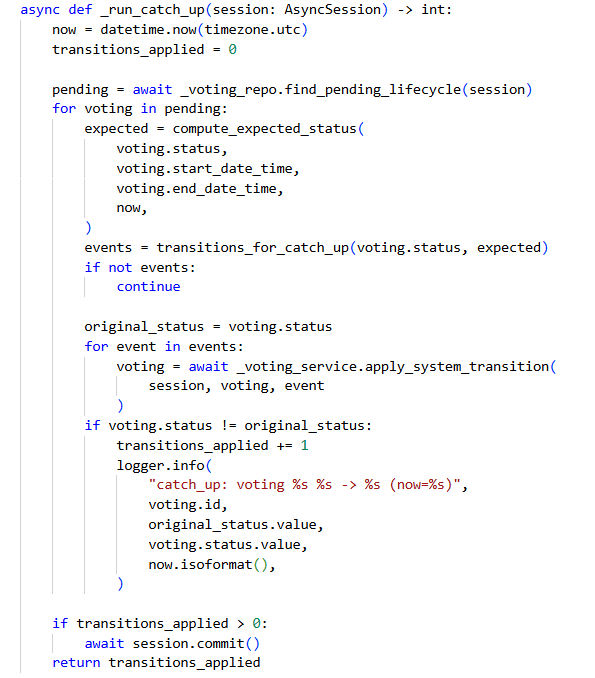 async def _run_catch_up(session: AsyncSession) -> int:
    now = datetime.now(timezone.utc)
    transitions_applied = 0

    pending = await _voting_repo.find_pending_lifecycle(session)
    for voting in pending:
        expected = compute_expected_status(
            voting.status,
            voting.start_date_time,
            voting.end_date_time,
            now,
        )
        events = transitions_for_catch_up(voting.status, expected)
        if not events:
            continue

        original_status = voting.status
        for event in events:
            voting = await _voting_service.apply_system_transition(
                session, voting, event
            )
        if voting.status != original_status:
            transitions_applied += 1
            logger.info(
                "catch_up: voting %s %s -> %s (now=%s)",
                voting.id,
                original_status.value,
                voting.status.value,
                now.isoformat(),
            )

    if transitions_applied > 0:
        await session.commit()
    return transitions_applied